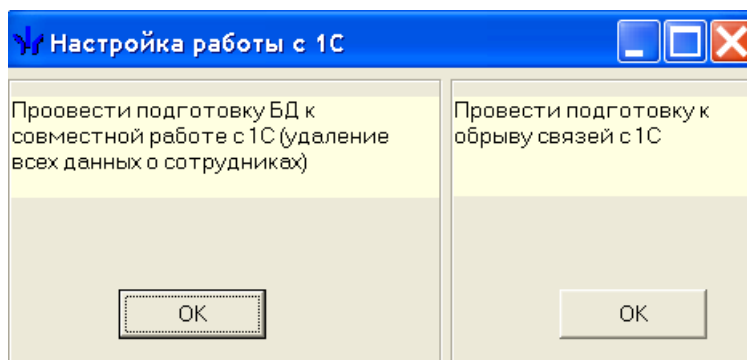 Настройка работы с 1С
Проовести подготовку БД к
совместной работе с 1С (удаление
всех данных о сотрудниках)
OK
Провести подготовку к
обрыву связей с 1С
OK